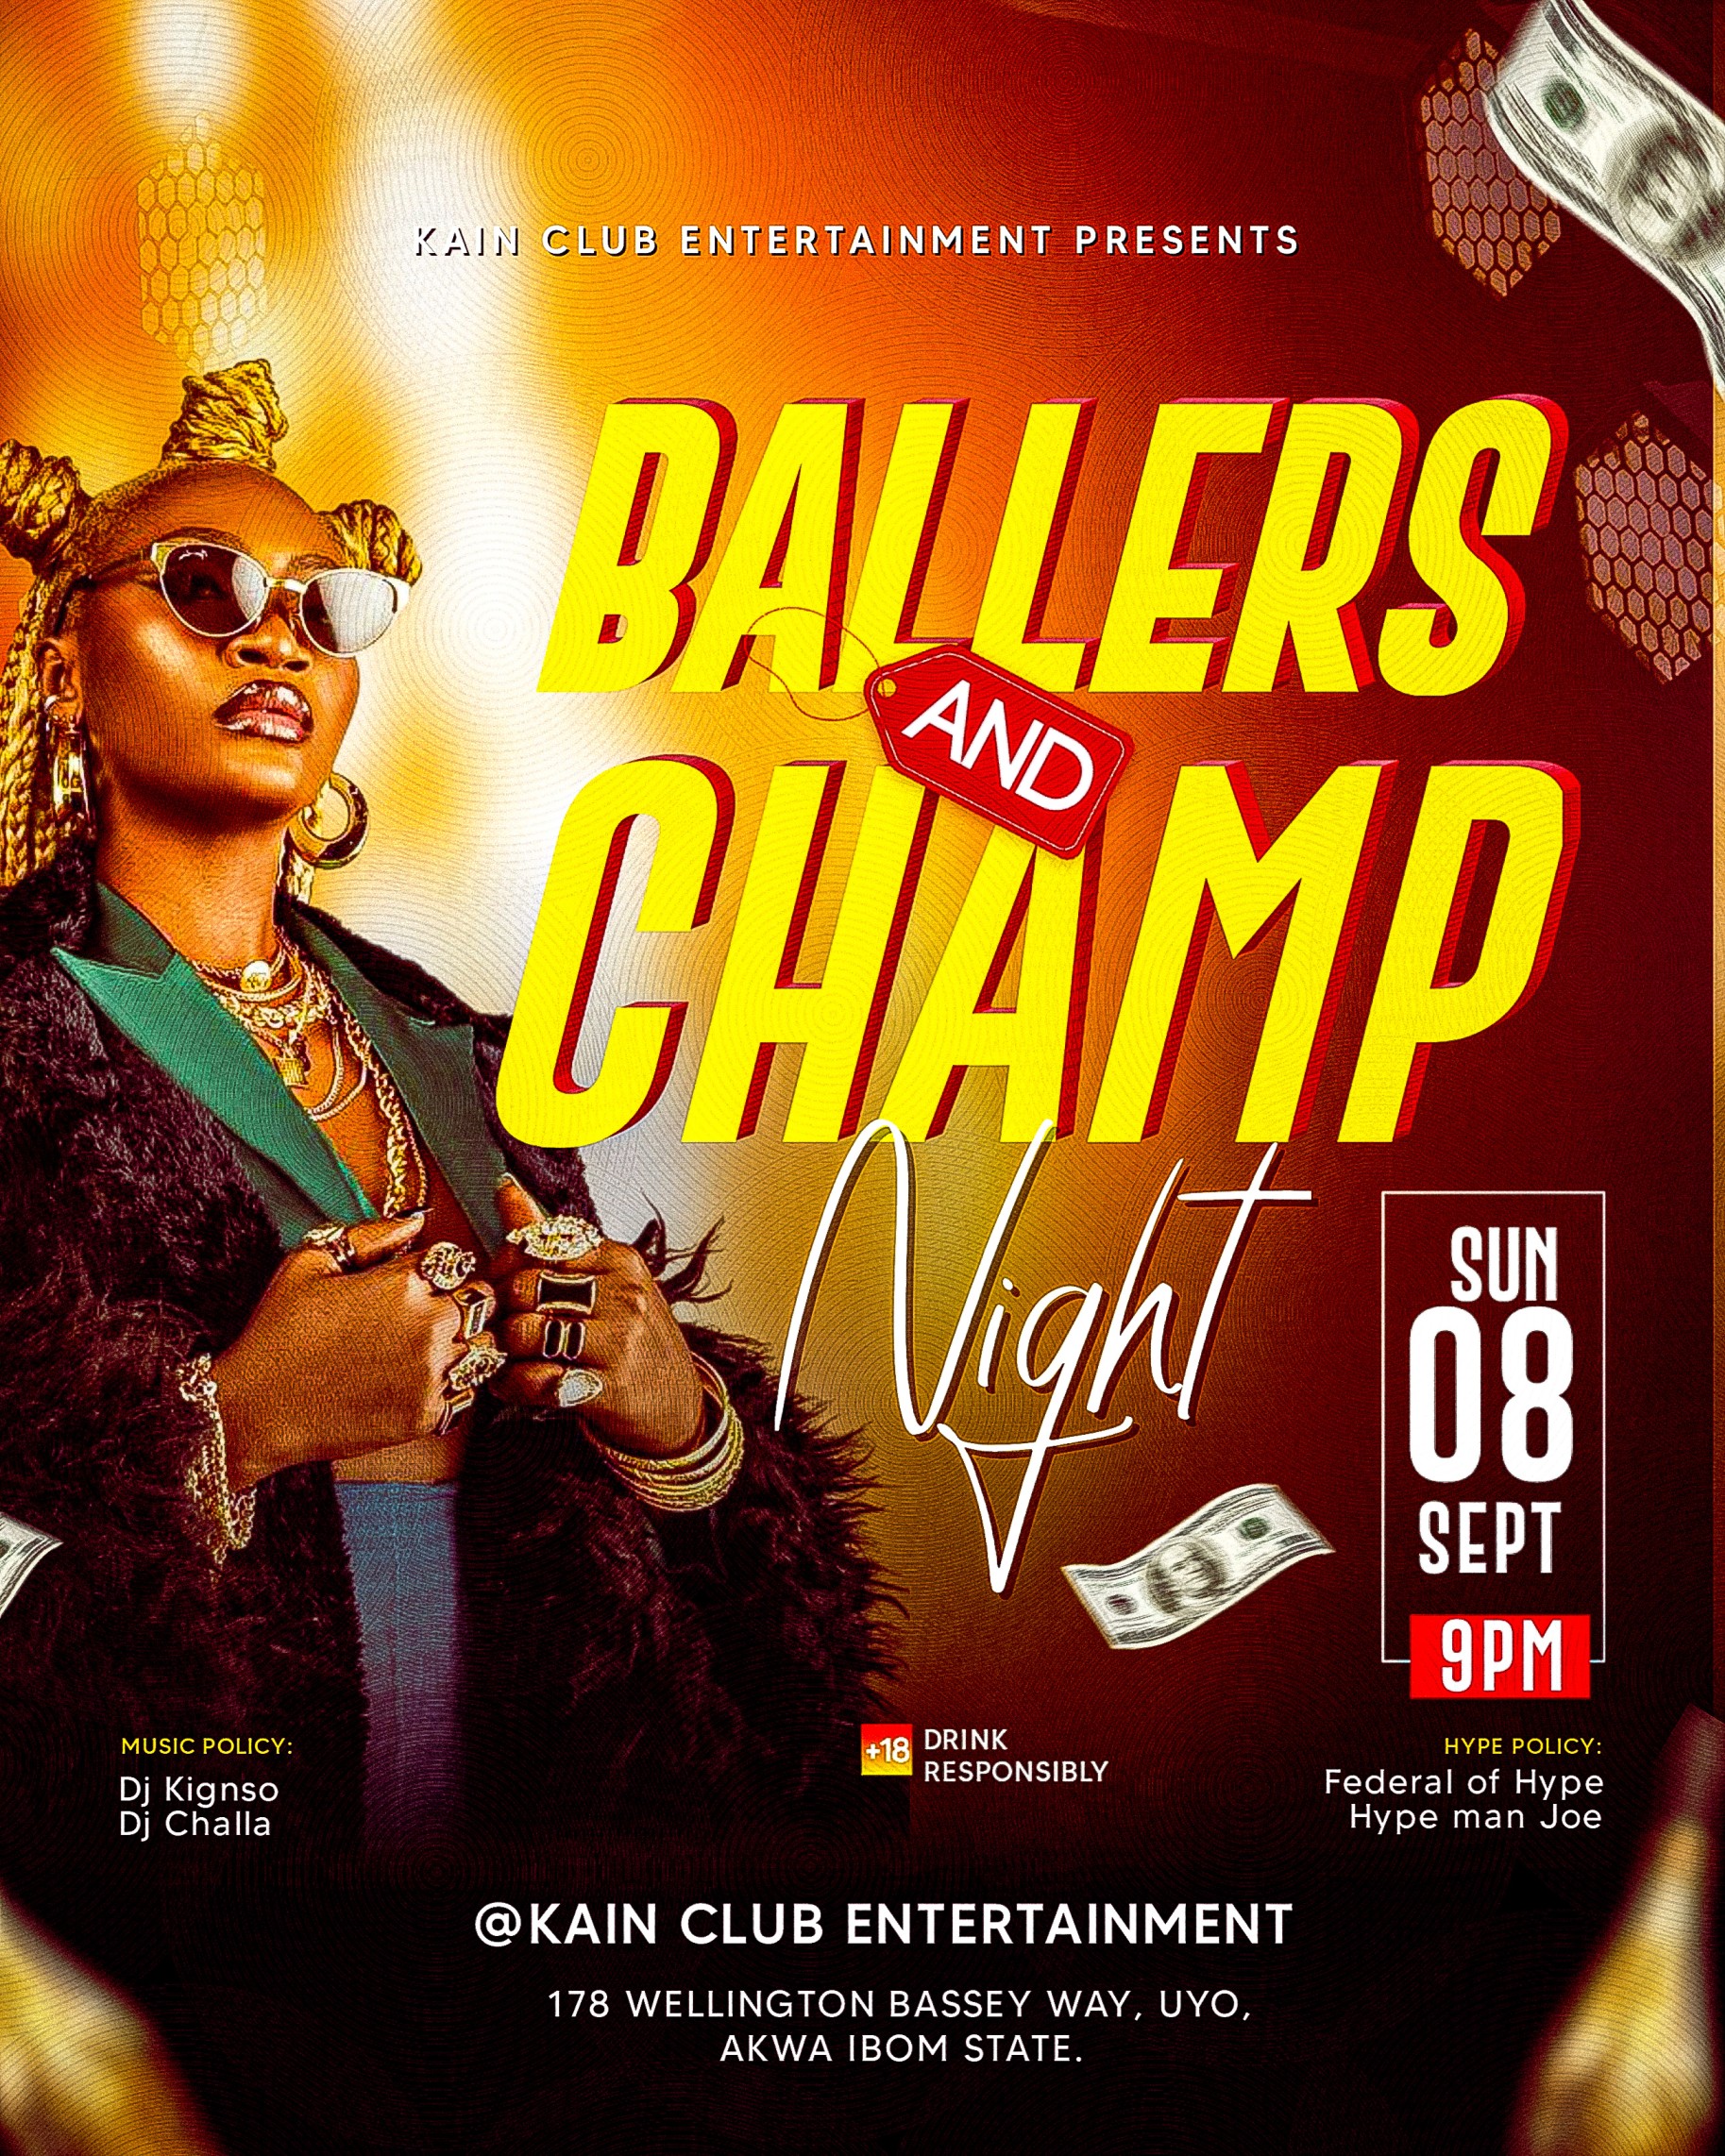 KAIN CLUB ENTERTAINMENT PRESENTS
BALLERS
AND
CHAMP
Night
SUN
08
SEPT
9PM
MUSIC POLICY:
Dj Kignso
Dj Challa
+18
DRINK
RESPONSIBLY
HYPE POLICY:
Federal of Hype
Hype man Joe
@KAIN CLUB ENTERTAINMENT
178 WELLINGTON BASSEY WAY, UYO,
AKWA IBOM STATE.